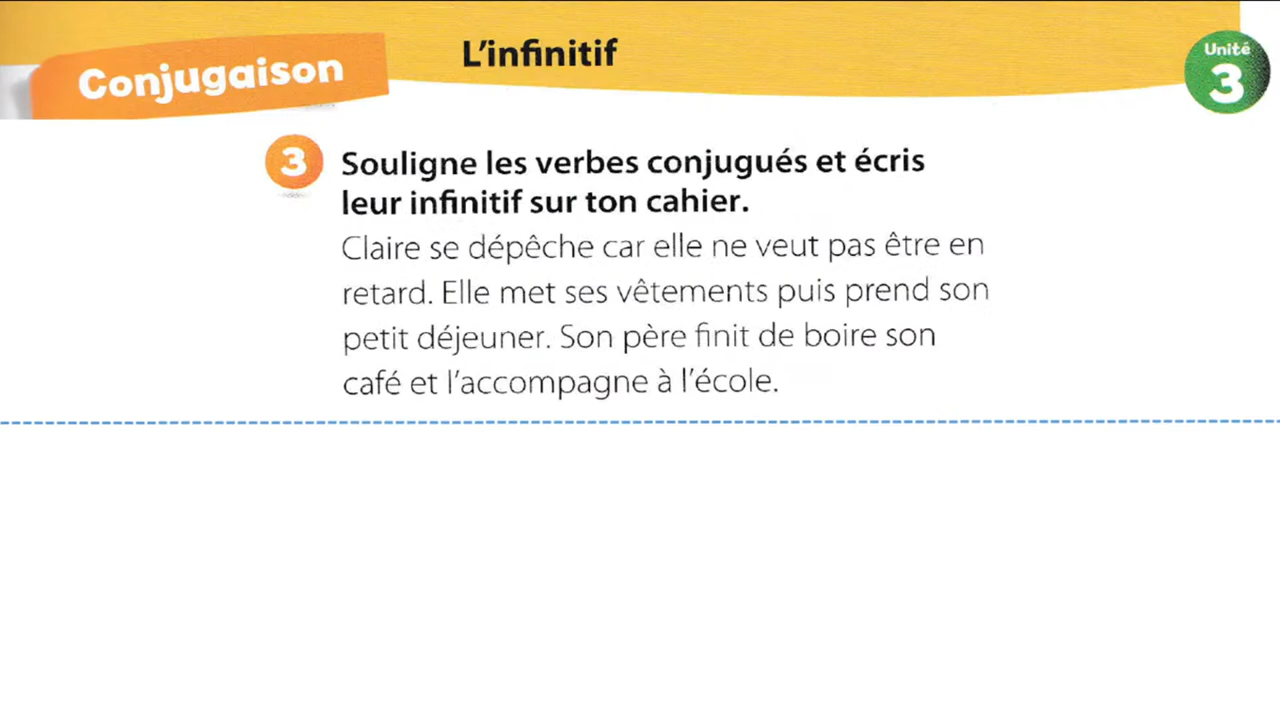 L'infinitif
Conjugaison
Unité
3
3 Souligne les verbes conjugués et écris
leur infinitif sur ton cahier.
Claire se dépêche car elle ne veut pas être en
retard. Elle met ses vêtements puis prend son
petit déjeuner. Son père finit de boire son
café et l'accompagne à l'école.